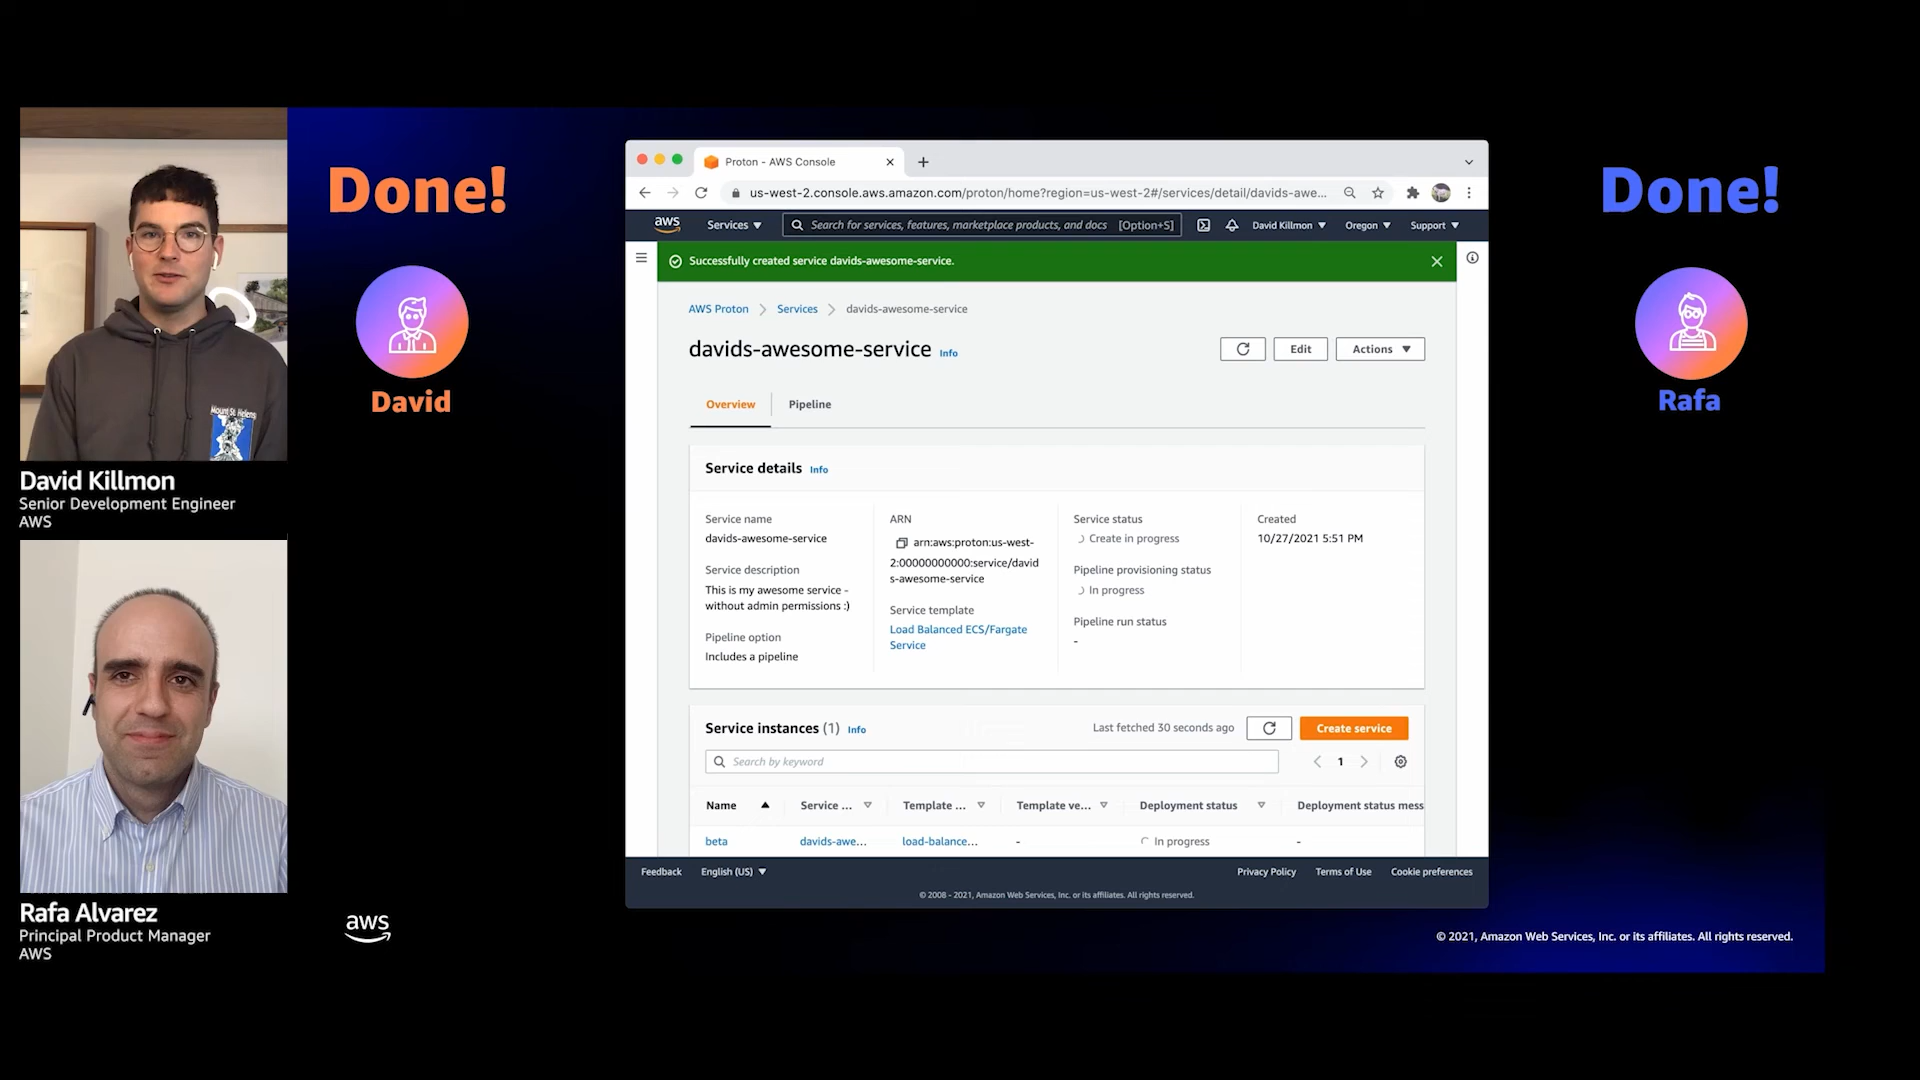 Done!
David
Done!
Rafa
Mount St. Helens
David Killmon
Senior Development Engineer
AWS
Rafa Alvarez
Principal Product Manager
AWS
aws
Proton - AWS Console
us-west-2.console.aws.amazon.com/proton/home?region=us-west-2#/services/detail/davids-awe...
aws Services Search for services, features, marketplace products, and docs [Option+S] David Killmon Oregon Support
Successfully created service davids-awesome-service.
AWS Proton Services davids-awesome-service
davids-awesome-service Info
Edit Actions
Overview Pipeline
Service details Info
Service name
davids-awesome-service
Service description
This is my awesome service -
without admin permissions :)
Pipeline option
Includes a pipeline
ARN
arn:aws:proton:us-west-
2:00000000000:service/david
s-awesome-service
Service template
Load Balanced ECS/Fargate
Service
Service status
Create in progress
Pipeline provisioning status
In progress
Pipeline run status
-
Created
10/27/2021 5:51 PM
Service instances (1) Info
Last fetched 30 seconds ago
Create service
Search by keyword
1
Name Service ... Template ... Template ve... Deployment status Deployment status mess
beta davids-awe... load-balance... - In progress -
Feedback English (US) Privacy Policy Terms of Use Cookie preferences
© 2008 - 2021, Amazon Web Services, Inc. or its affiliates. All rights reserved.
© 2021, Amazon Web Services, Inc. or its affiliates. All rights reserved.